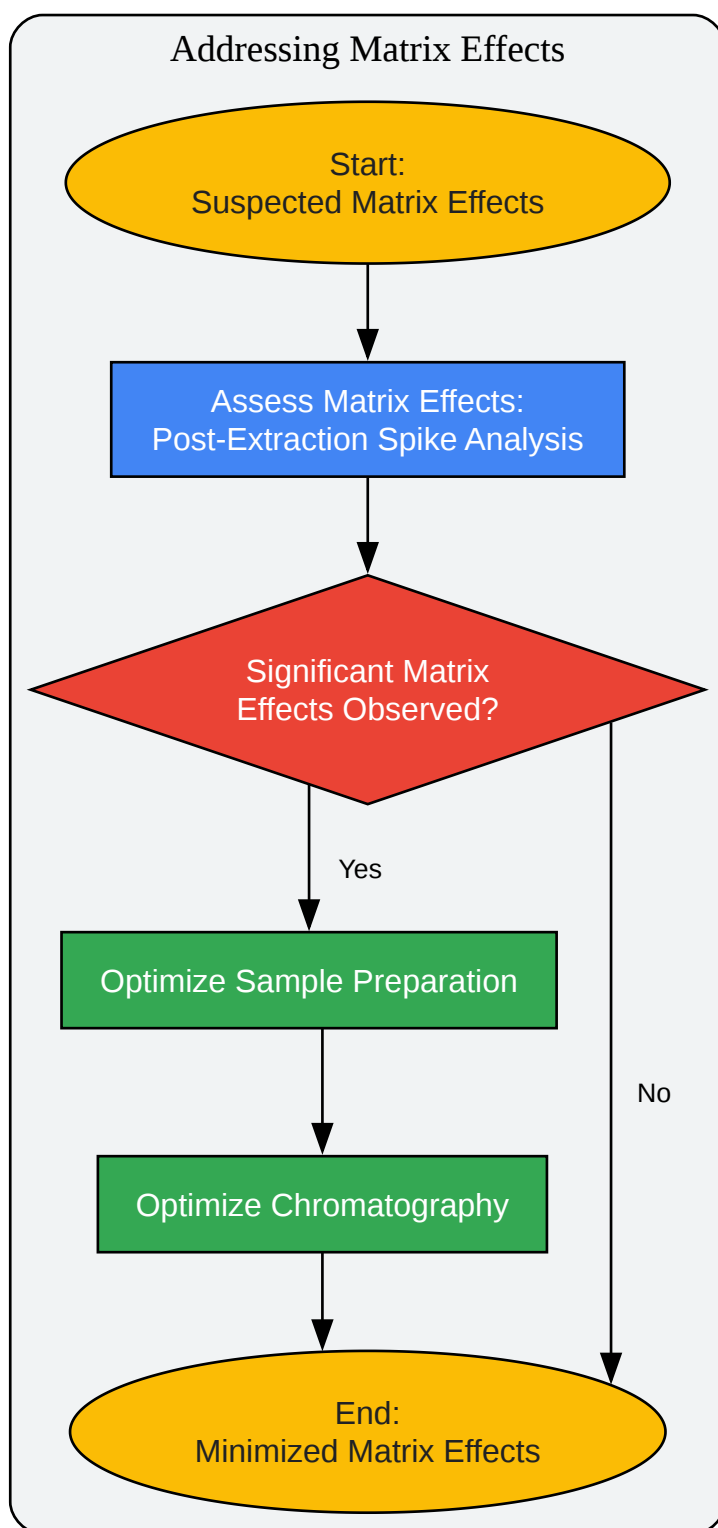 Addressing Matrix Effects
Start:
Suspected Matrix Effects
Assess Matrix Effects:
Post-Extraction Spike Analysis
Significant Matrix
Effects Observed?
Yes
Optimize Sample Preparation
No
Optimize Chromatography
End:
Minimized Matrix Effects